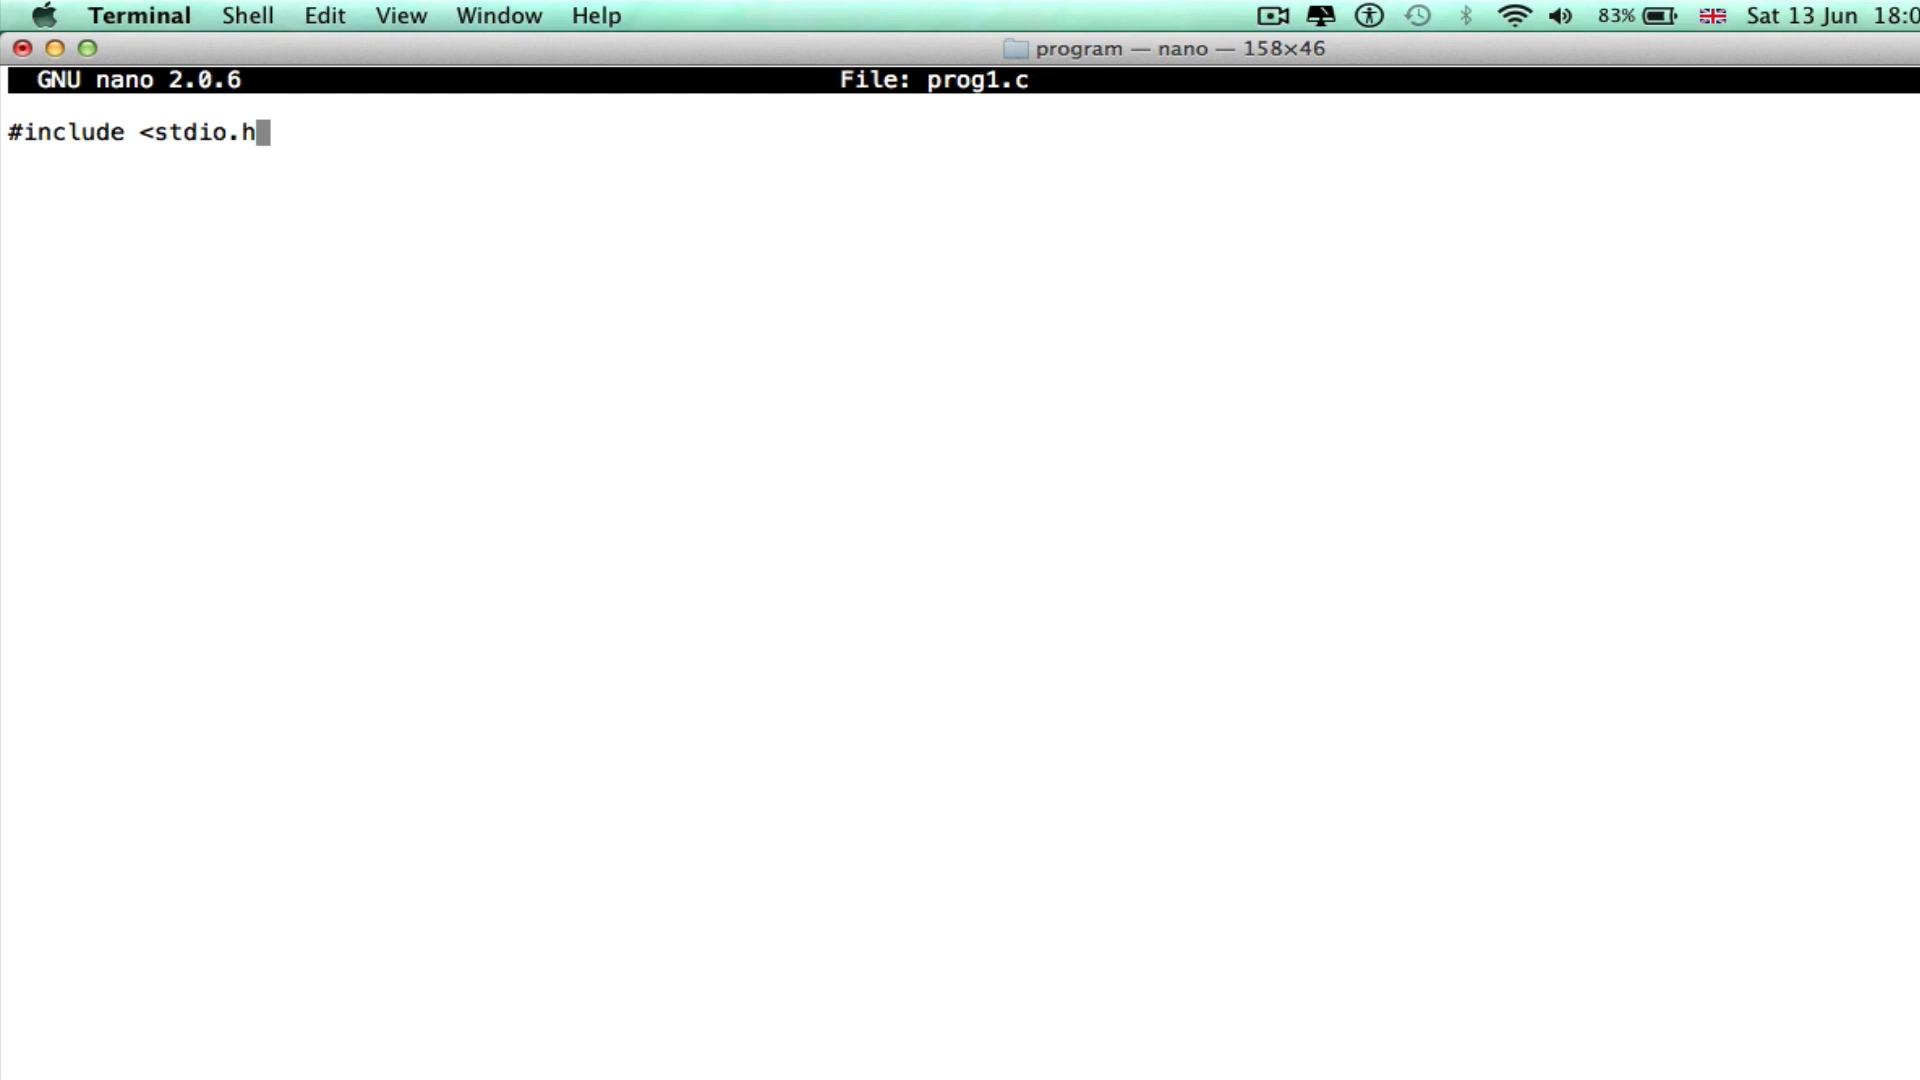 Terminal Shell Edit View Window Help 83% Sat 13 Jun 18:0
program — nano — 158×46
GNU nano 2.0.6 File: prog1.c
#include <stdio.h